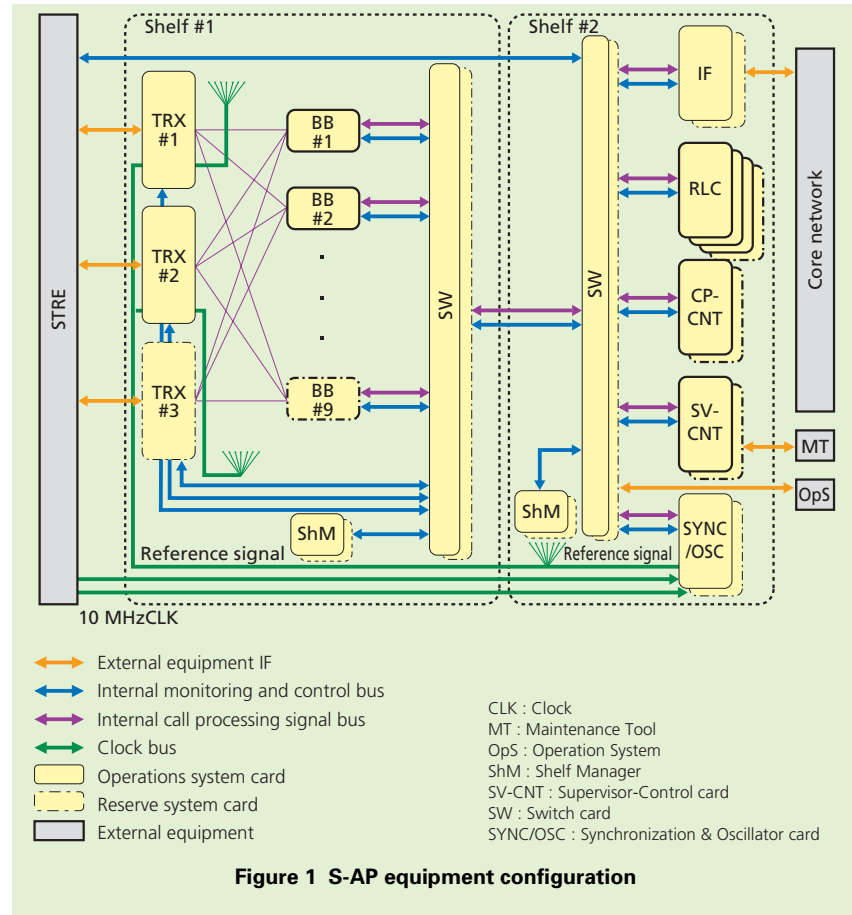 Shelf #1
Shelf #2
STRE
TRX
#1
TRX
#2
TRX
#3
BB
#1
BB
#2
BB
#9
SW
SW
IF
RLC
CP-
CNT
SV-
CNT
SYNC
/OSC
ShM
ShM
Core network
MT
OpS
Reference signal
Reference signal
10 MHzCLK
External equipment IF
Internal monitoring and control bus
Internal call processing signal bus
Clock bus
Operations system card
Reserve system card
External equipment
CLK : Clock
MT : Maintenance Tool
OpS : Operation System
ShM : Shelf Manager
SV-CNT : Supervisor-Control card
SW : Switch card
SYNC/OSC : Synchronization & Oscillator card
Figure 1 S-AP equipment configuration